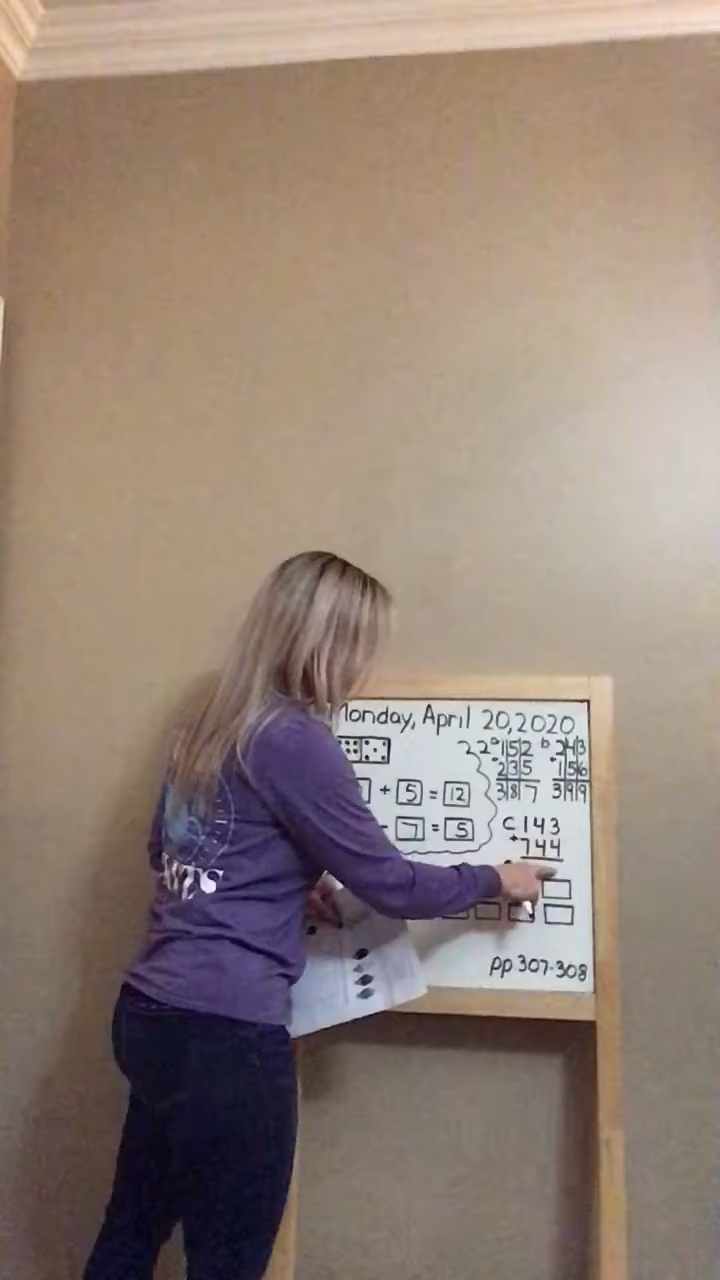 Monday, April 20, 2020
22 a 152 b 243
+ 235 + 156
387 399
+ 5 = 12
- 7 = 5
C 143
+ 744
pp 307-308